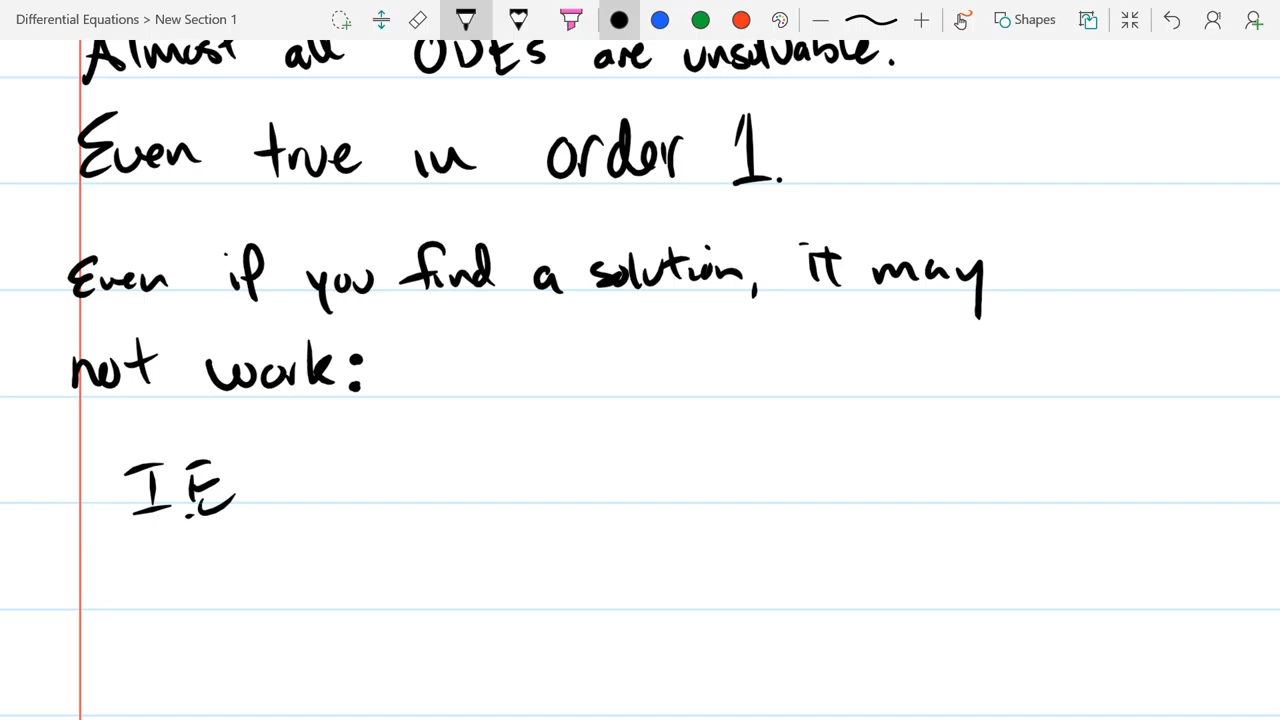 Differential Equations > New Section 1
Shapes
Almost all ODEs are unsolvable.
Even true in order 1.
Even if you find a solution, it may
not work:
IE